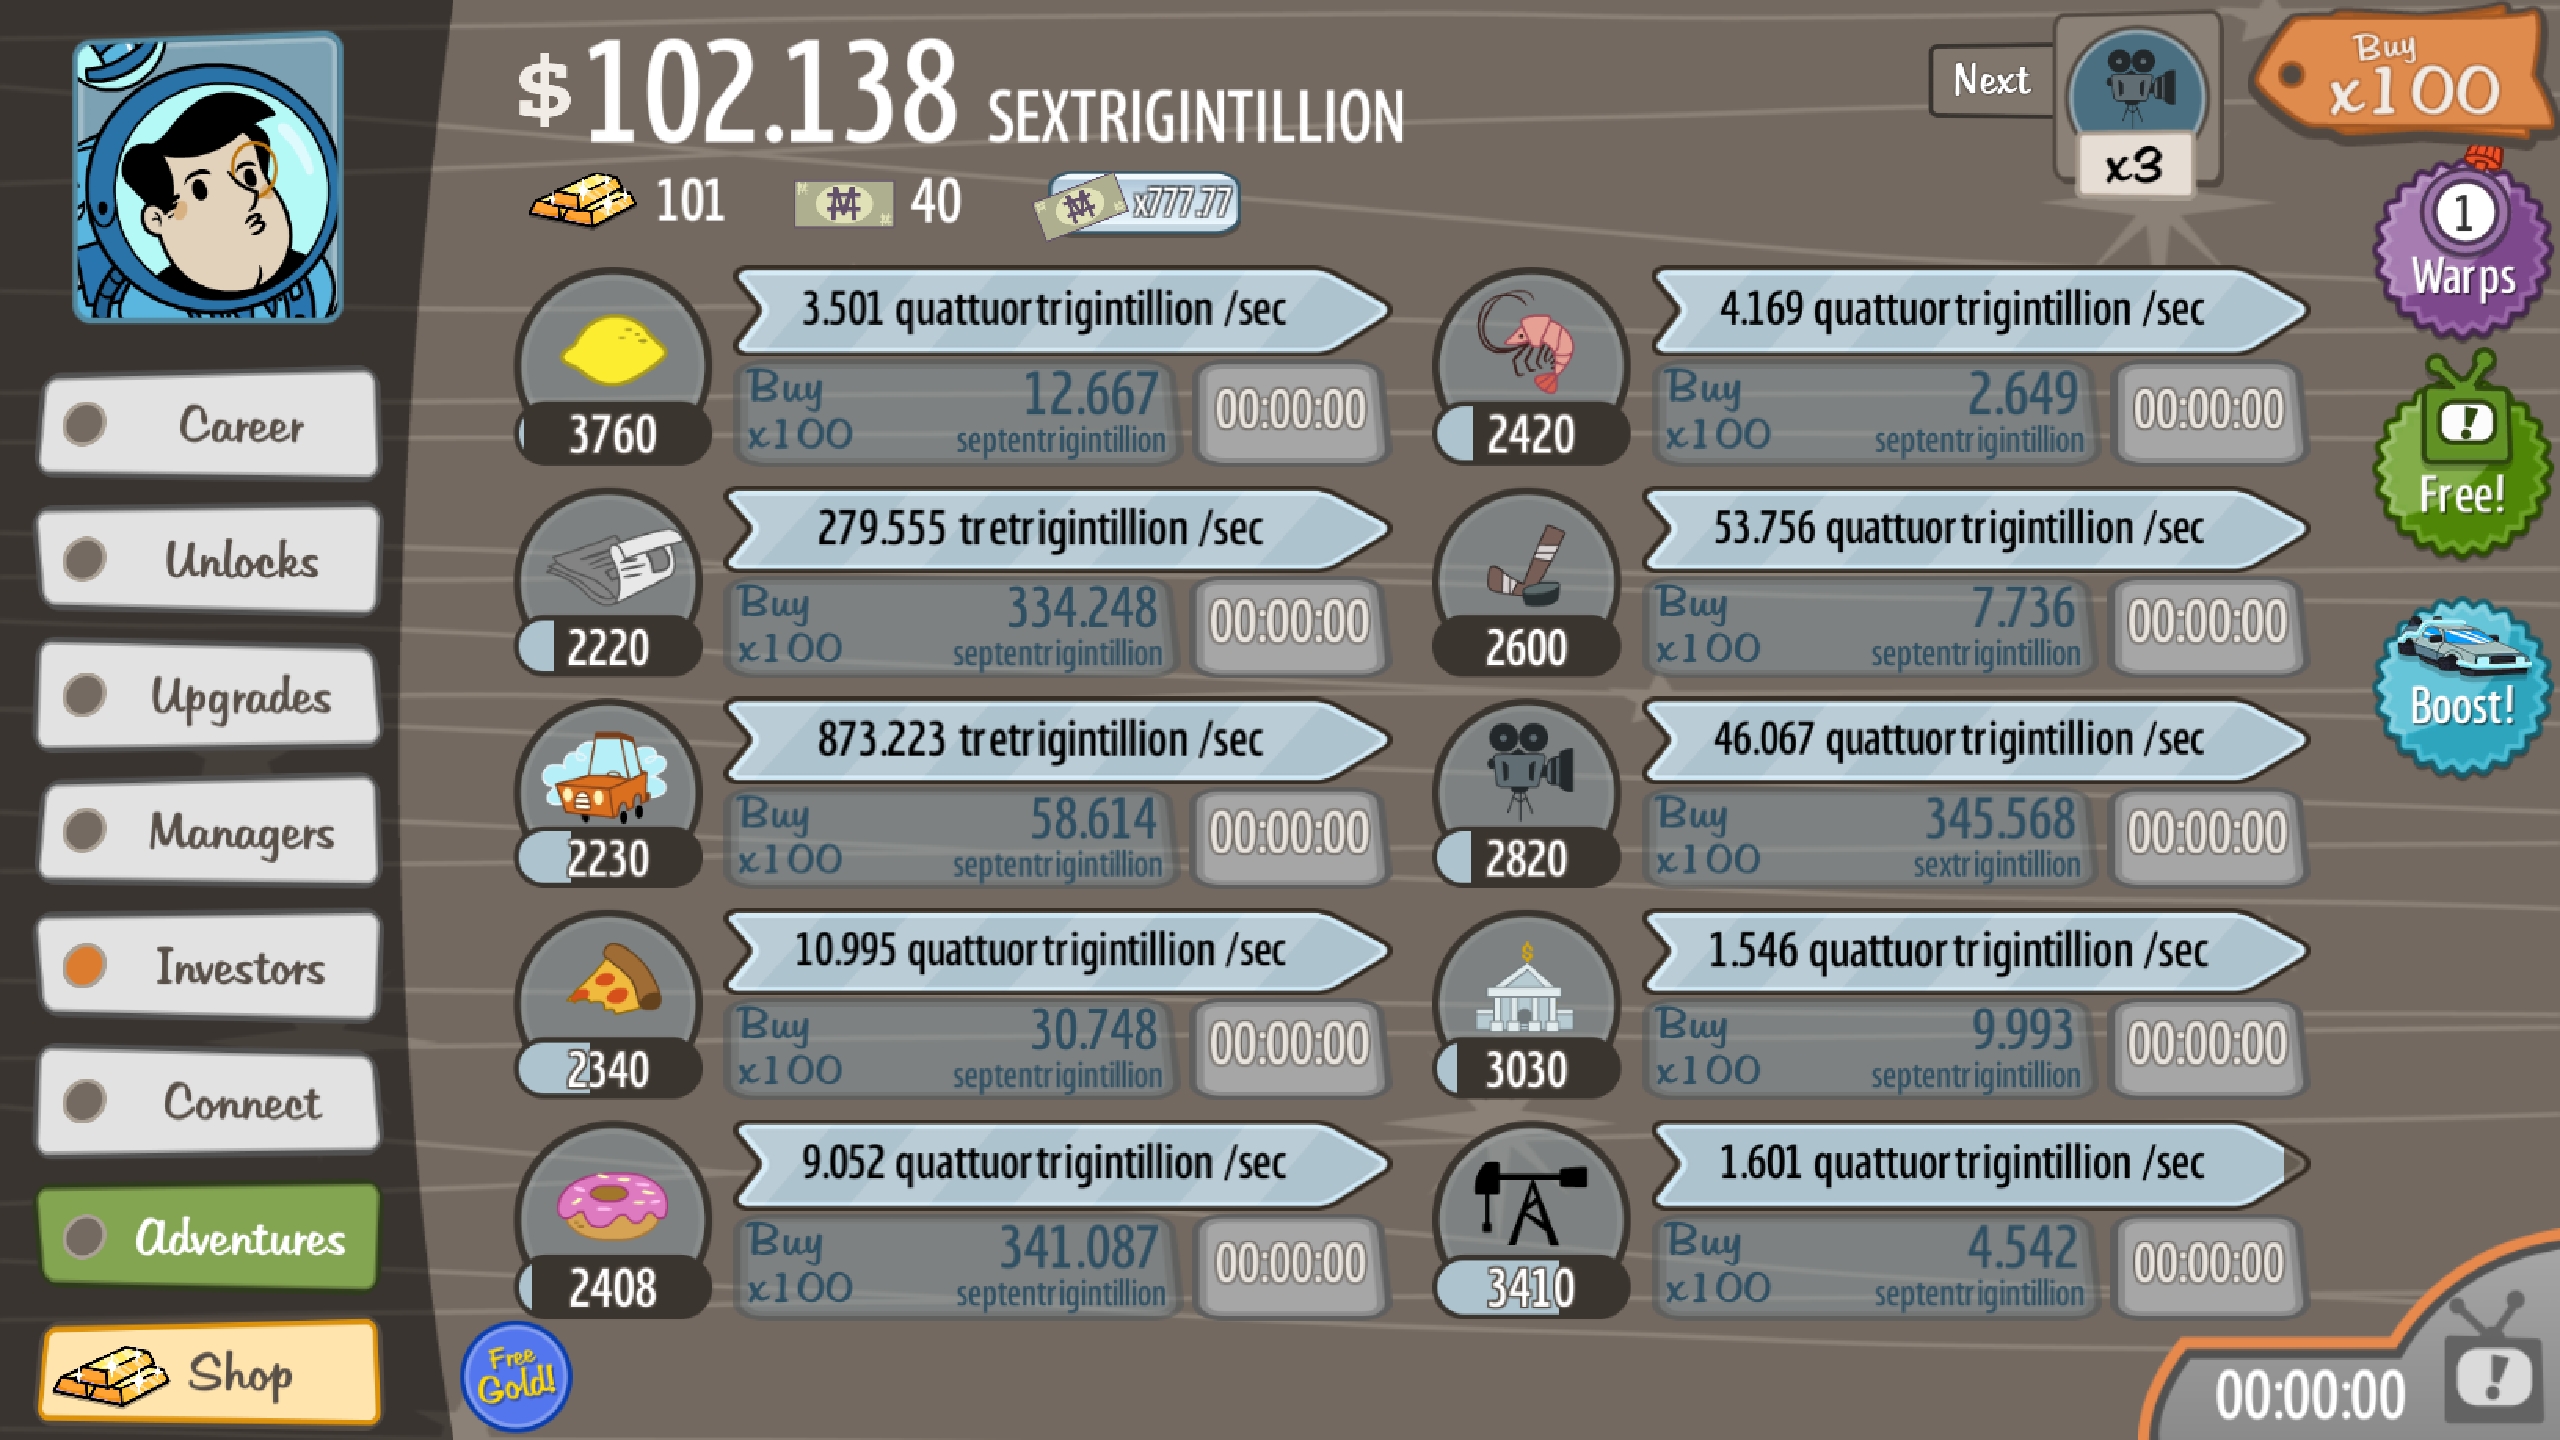 $102.138 SEXTRIGINTILLION
Next
x3
Buy
x100
101
40
x777.77
1
Warps
Free!
Boost!
Career
Unlocks
Upgrades
Managers
Investors
Connect
Adventures
Shop
3.501 quattuortrigintillion /sec
3760
Buy
x100
12.667
septentrigintillion
00:00:00
4.169 quattuortrigintillion /sec
2420
Buy
x100
2.649
septentrigintillion
00:00:00
279.555 tretrigintillion /sec
2220
Buy
x100
334.248
septentrigintillion
00:00:00
53.756 quattuortrigintillion /sec
2600
Buy
x100
7.736
septentrigintillion
00:00:00
873.223 tretrigintillion /sec
2230
Buy
x100
58.614
septentrigintillion
00:00:00
46.067 quattuortrigintillion /sec
2820
Buy
x100
345.568
sextrigintillion
00:00:00
10.995 quattuortrigintillion /sec
2340
Buy
x100
30.748
septentrigintillion
00:00:00
1.546 quattuortrigintillion /sec
3030
Buy
x100
9.993
septentrigintillion
00:00:00
9.052 quattuortrigintillion /sec
2408
Buy
x100
341.087
septentrigintillion
00:00:00
1.601 quattuortrigintillion /sec
3410
Buy
x100
4.542
septentrigintillion
00:00:00
Free
Gold!
00:00:00